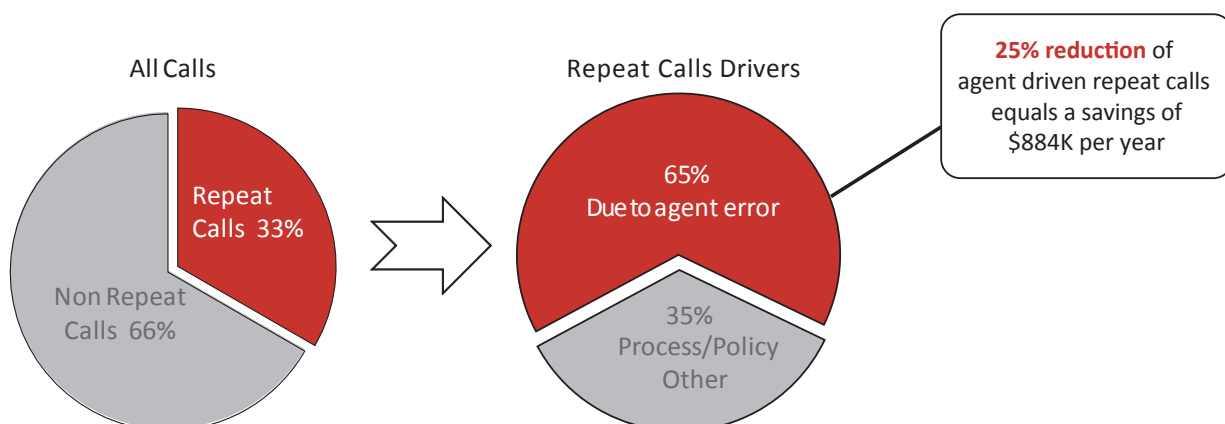 All Calls
Repeat
Calls 33%
Non Repeat
Calls 66%
Repeat Calls Drivers
65%
Due to agent error
35%
Process/Policy
Other
25% reduction of
agent driven repeat calls
equals a savings of
$884K per year